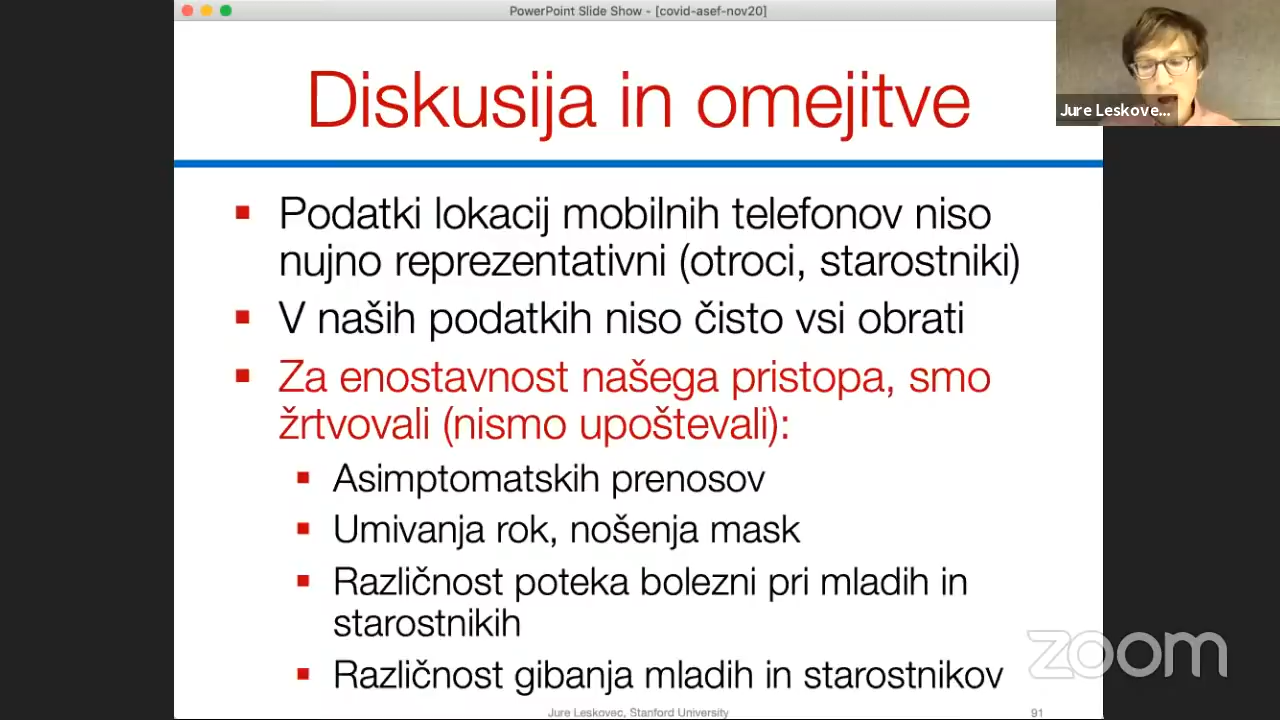 PowerPoint Slide Show - [covid-asef-nov20]
Jure Leskove...
Diskusija in omejitve
▪ Podatki lokacij mobilnih telefonov niso
nujno reprezentativni (otroci, starostniki)
▪ V naših podatkih niso čisto vsi obrati
▪ Za enostavnost našega pristopa, smo
žrtvovali (nismo upoštevali):
▪ Asimptomatskih prenosov
▪ Umivanja rok, nošenja mask
▪ Različnost poteka bolezni pri mladih in
starostnikih
▪ Različnost gibanja mladih in starostnikov
zoom
Jure Leskovec, Stanford University
91